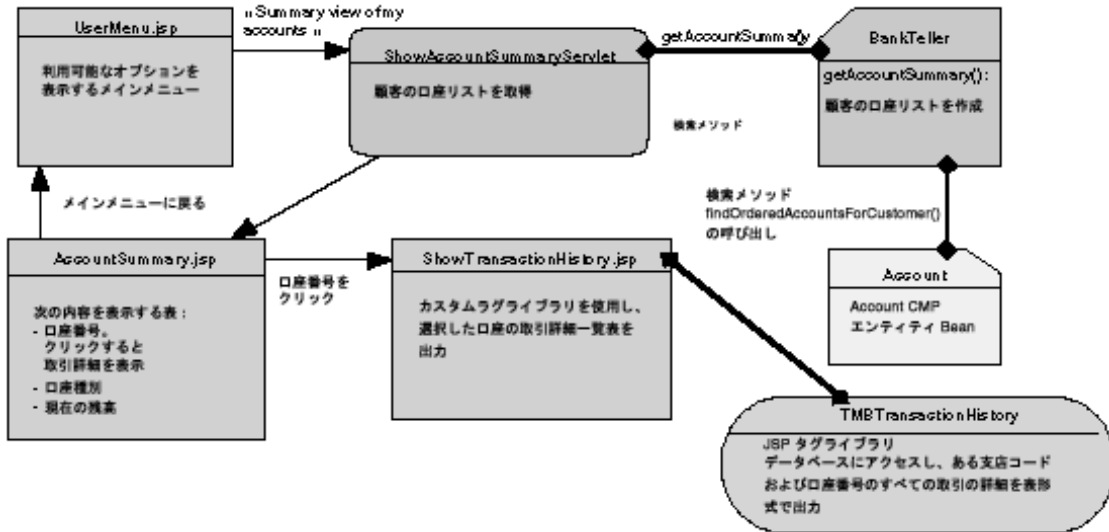 UserMenu.jsp
利用可能なオプションを
表示するメインメニュー
"Summary view of my
accounts "
ShowAccountSummaryServlet
顧客の口座リストを取得
getAccountSummary
BankTeller
getAccountSummary():
顧客の口座リストを作成
検索メソッド
メインメニューに戻る
検索メソッド
findOrderedAccountsForCustomer()
の呼び出し
AccountSummary.jsp
次の内容を表示する表：
- 口座番号。
クリックすると
取引詳細を表示
- 口座種別
- 現在の残高
口座番号を
クリック
ShowTransactionHistory.jsp
カスタムラグライブラリを使用し、
選択した口座の取引詳細一覧表を
出力
Account
Account CMP
エンティティ Bean
TMBTransactionHistory
JSP タグライブラリ
データベースにアクセスし、ある支店コード
および口座番号のすべての取引の詳細を表形
式で出力